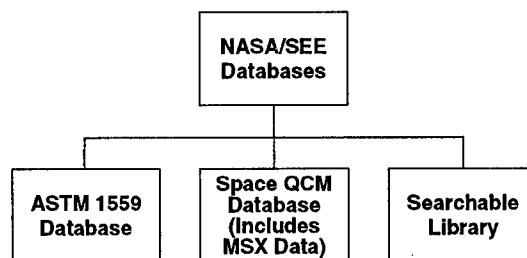 NASA/SEE
Databases
ASTM 1559
Database
Space QCM
Database
(Includes
MSX Data)
Searchable
Library